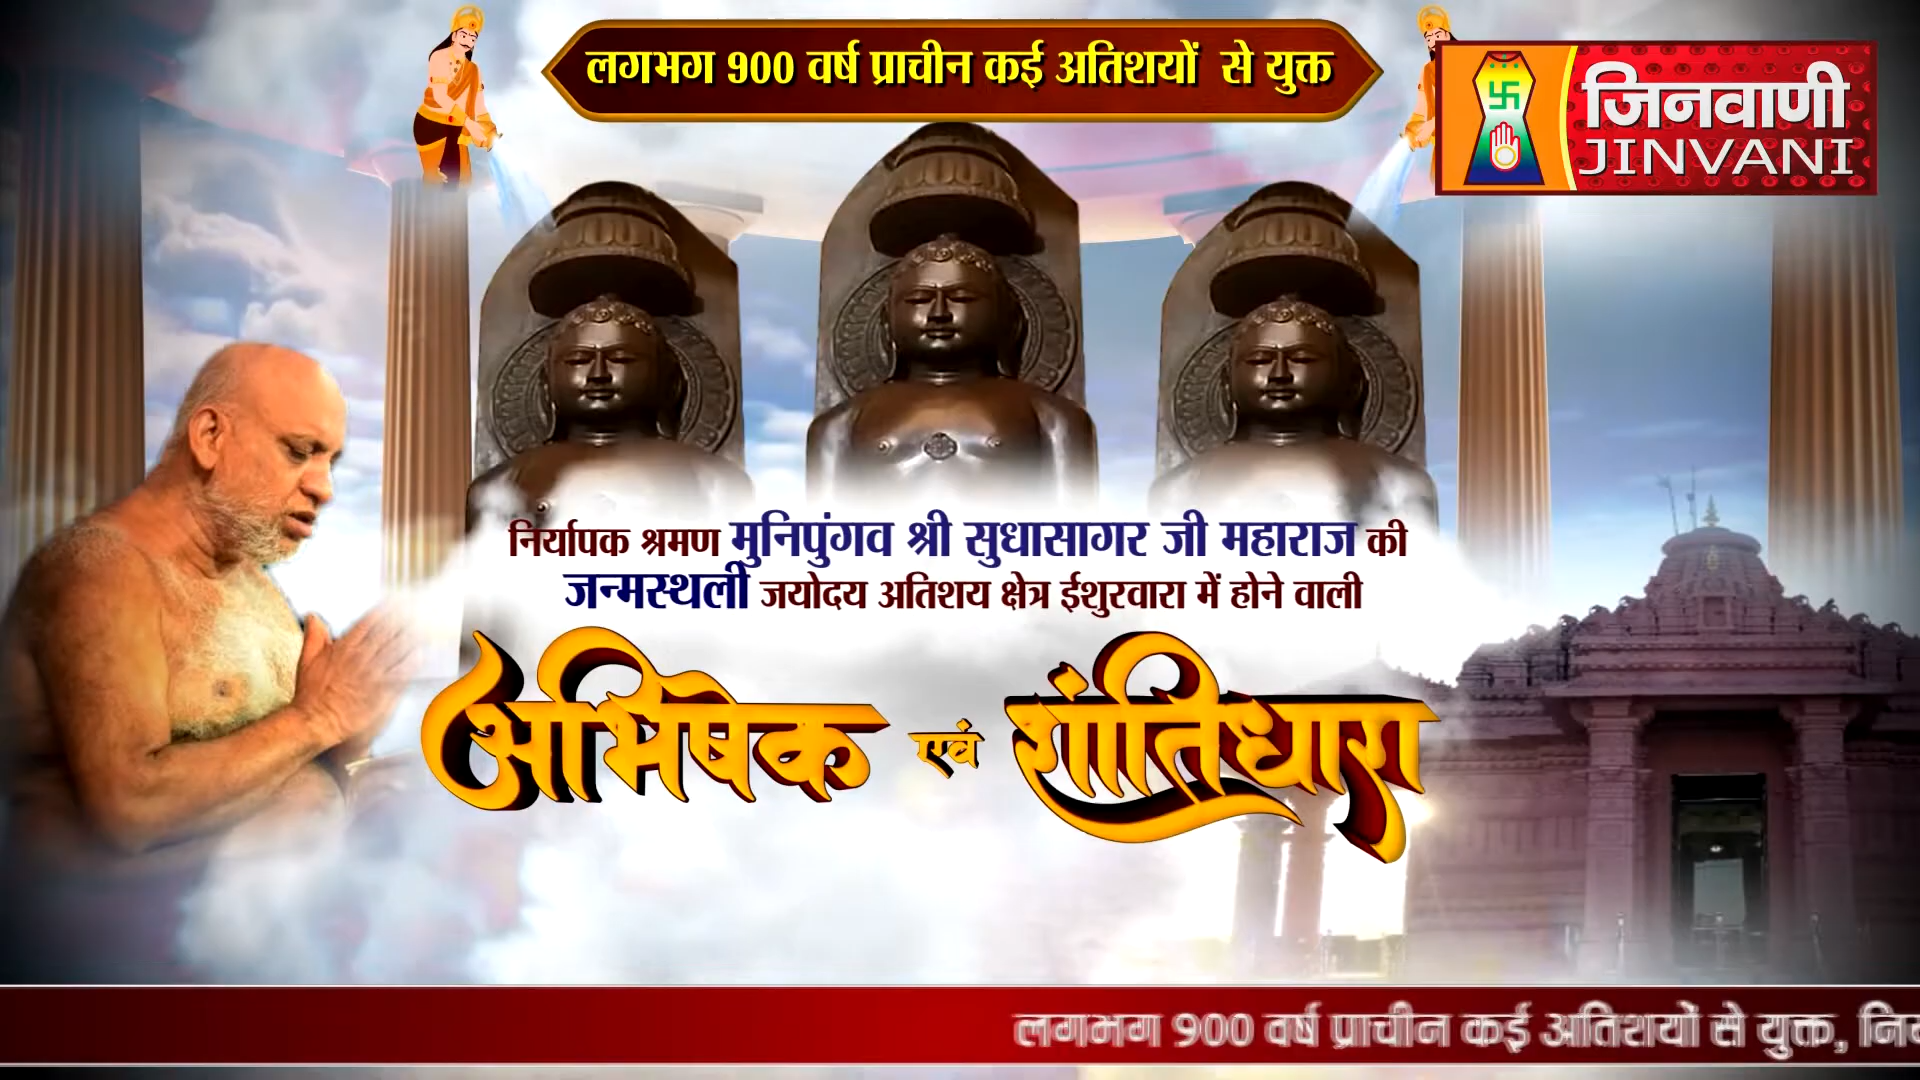 लगभग 900 वर्ष प्राचीन कई अतिशयों से युक्त
जिनवाणी
JINVANI
निर्यापक श्रमण मुनिपुंगव श्री सुधासागर जी महाराज की
जन्मस्थली जयोदय अतिशय क्षेत्र ईशुरवारा में होने वाली
अभिषेक एवं शांतिधारा
लगभग 900 वर्ष प्राचीन कई अतिशयों से युक्त,